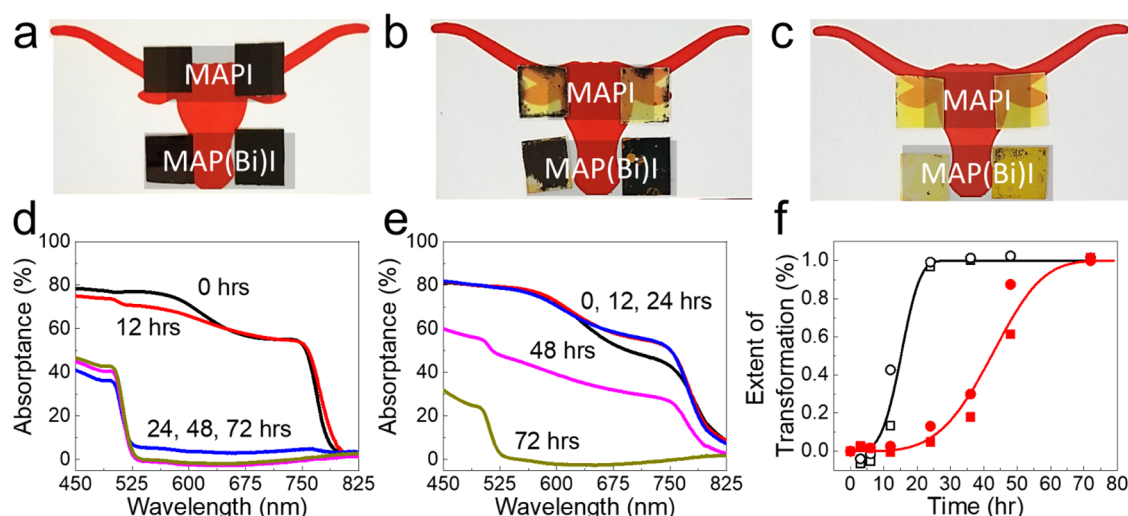 a
MAPI
MAP(Bi)I
b
MAPI
MAP(Bi)I
c
MAPI
MAP(Bi)I
d
100
80
60
40
20
0
Absorptance (%)
0 hrs
12 hrs
24, 48, 72 hrs
450 525 600 675 750 825
Wavelength (nm)
e
100
80
60
40
20
0
Absorptance (%)
0, 12, 24 hrs
48 hrs
72 hrs
450 525 600 675 750 825
Wavelength (nm)
f
1.0
0.8
0.6
0.4
0.2
0.0
Extent of
Transformation (%)
0 10 20 30 40 50 60 70 80
Time (hr)